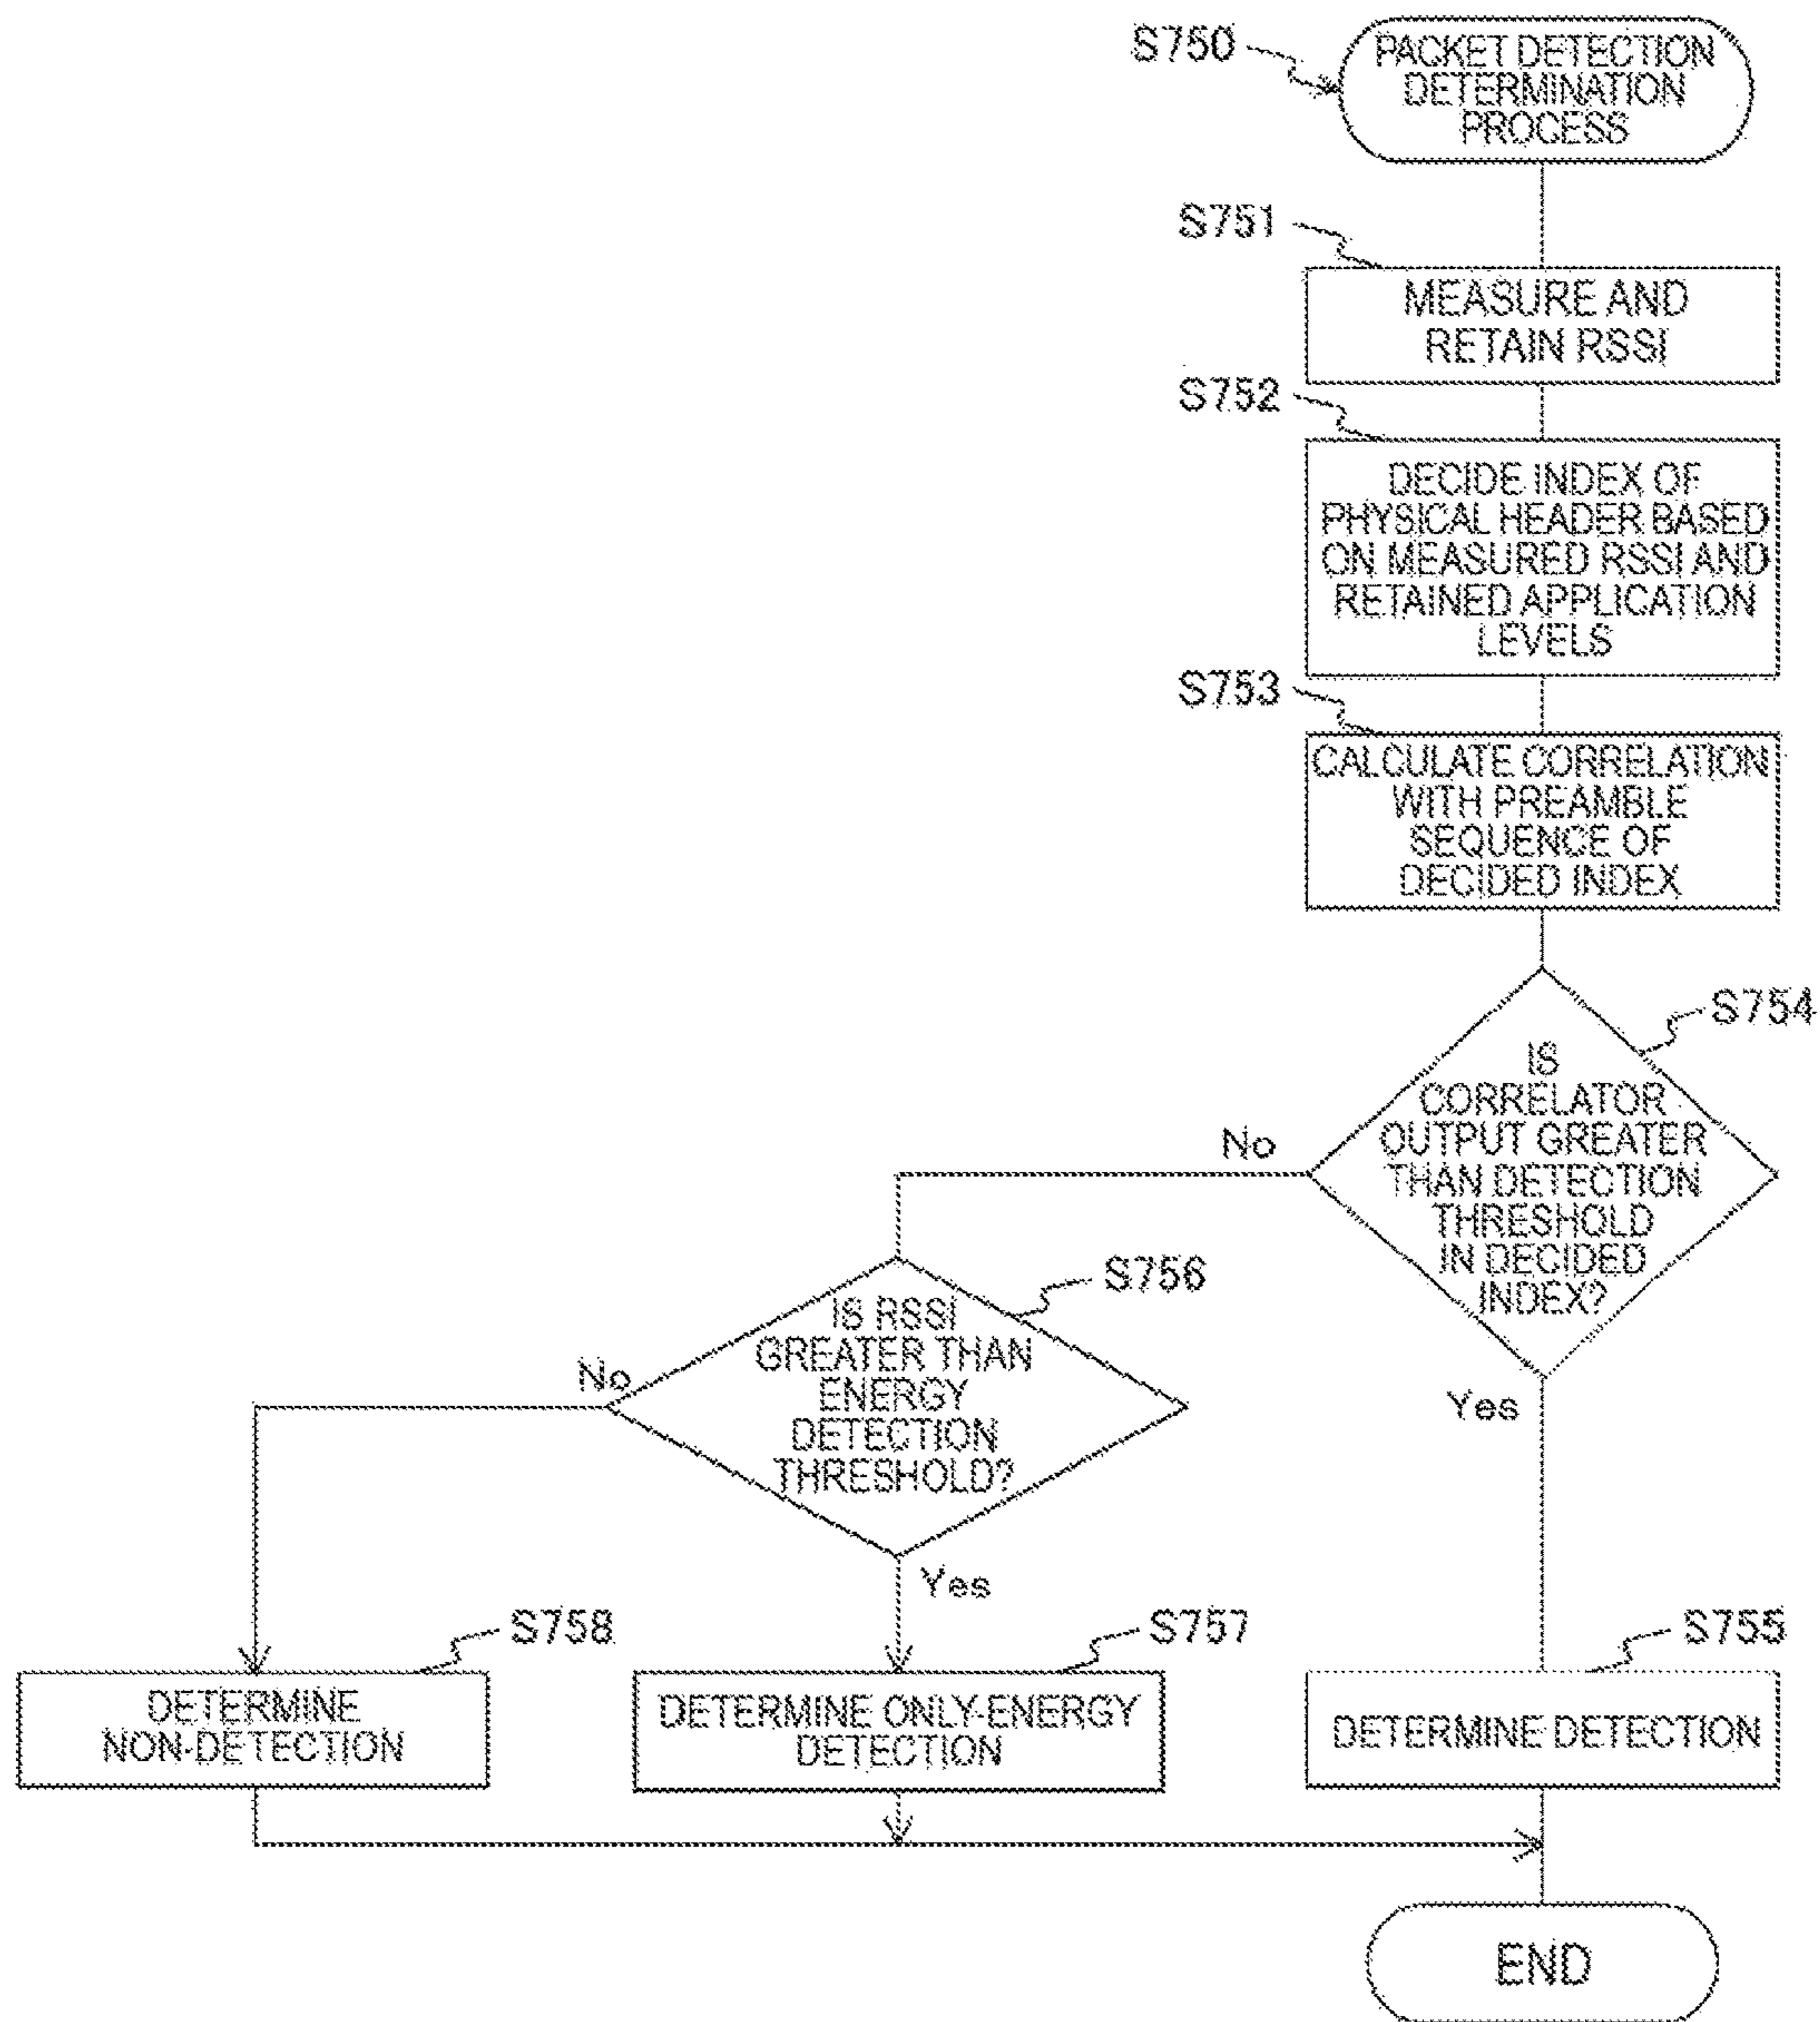 S750
PACKET DETECTION
DETERMINATION
PROCESS
S751
MEASURE AND
RETAIN RSSI
S752
DECIDE INDEX OF
PHYSICAL HEADER BASED
ON MEASURED RSSI AND
RETAINED APPLICATION
LEVELS
S753
CALCULATE CORRELATION
WITH PREAMBLE
SEQUENCE OF
DECIDED INDEX
S754
IS
CORRELATOR
OUTPUT GREATER
THAN DETECTION
THRESHOLD
IN DECIDED
INDEX?
No
Yes
S756
IS RSSI
GREATER THAN
ENERGY
DETECTION
THRESHOLD?
No
Yes
S758
DETERMINE
NON-DETECTION
S757
DETERMINE ONLY-ENERGY
DETECTION
S755
DETERMINE DETECTION
END